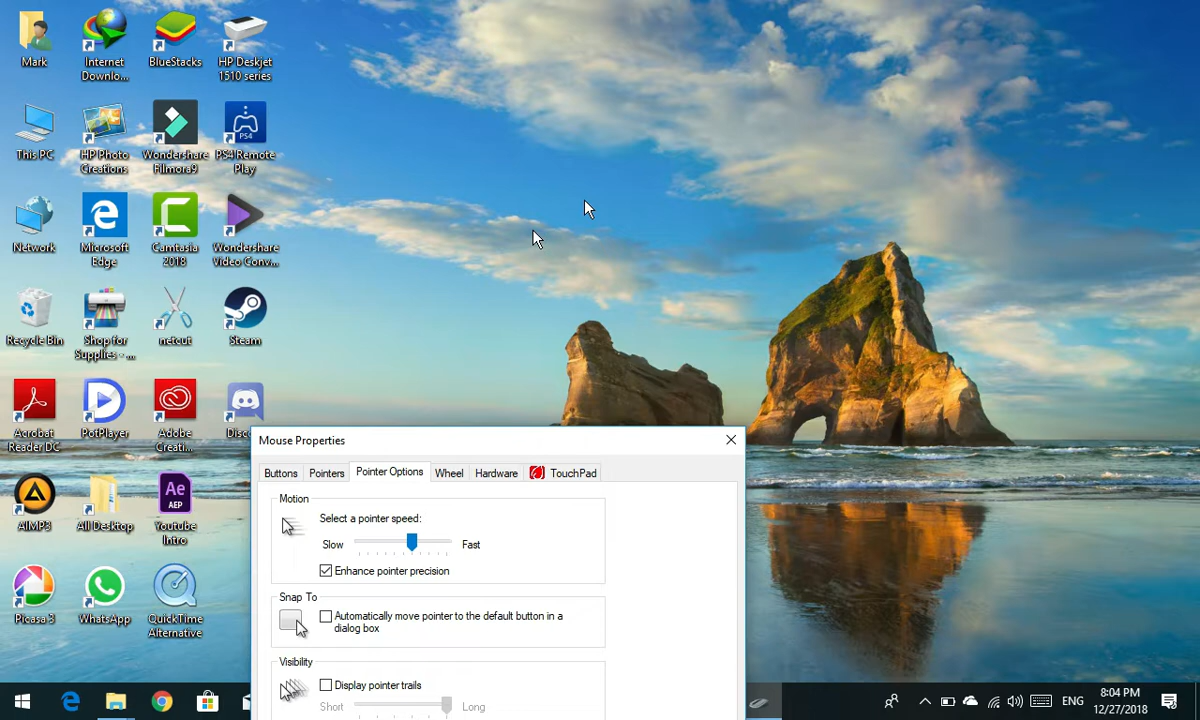 Mark
Internet
Downlo...
BlueStacks
HP Deskjet
1510 series
This PC
HP Photo
Creations
Wondershare
Filmora9
PS4
PS4 Remote
Play
Network
Microsoft
Edge
Camtasia
2018
Wondershare
Video Conv...
Recycle Bin
Shop for
Supplies - ...
netcut
Steam
Acrobat
Reader DC
PotPlayer
Adobe
Creati...
Disc
Mouse Properties
Buttons
Pointers
Pointer Options
Wheel
Hardware
TouchPad
Motion
Select a pointer speed:
Slow
Fast
Enhance pointer precision
Snap To
Automatically move pointer to the default button in a
dialog box
Visibility
Display pointer trails
Short
Long
AIMP3
All Desktop
Ae
AEP
Youtube
Intro
Picasa 3
WhatsApp
QuickTime
Alternative
ENG
8:04 PM
12/27/2018